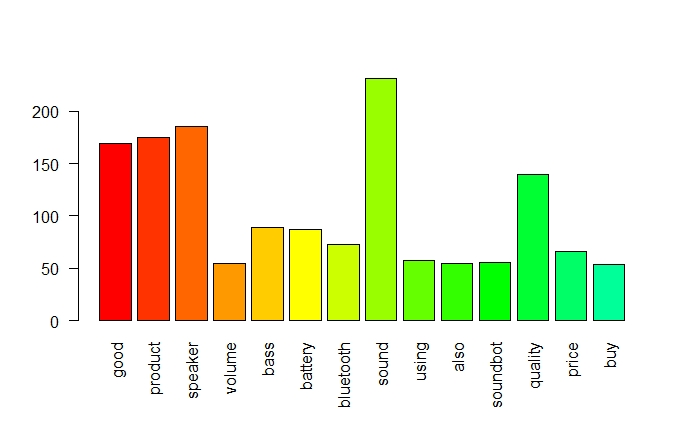 200
150
100
50
0
good
product
speaker
volume
bass
battery
bluetooth
sound
using
also
soundbot
quality
price
buy